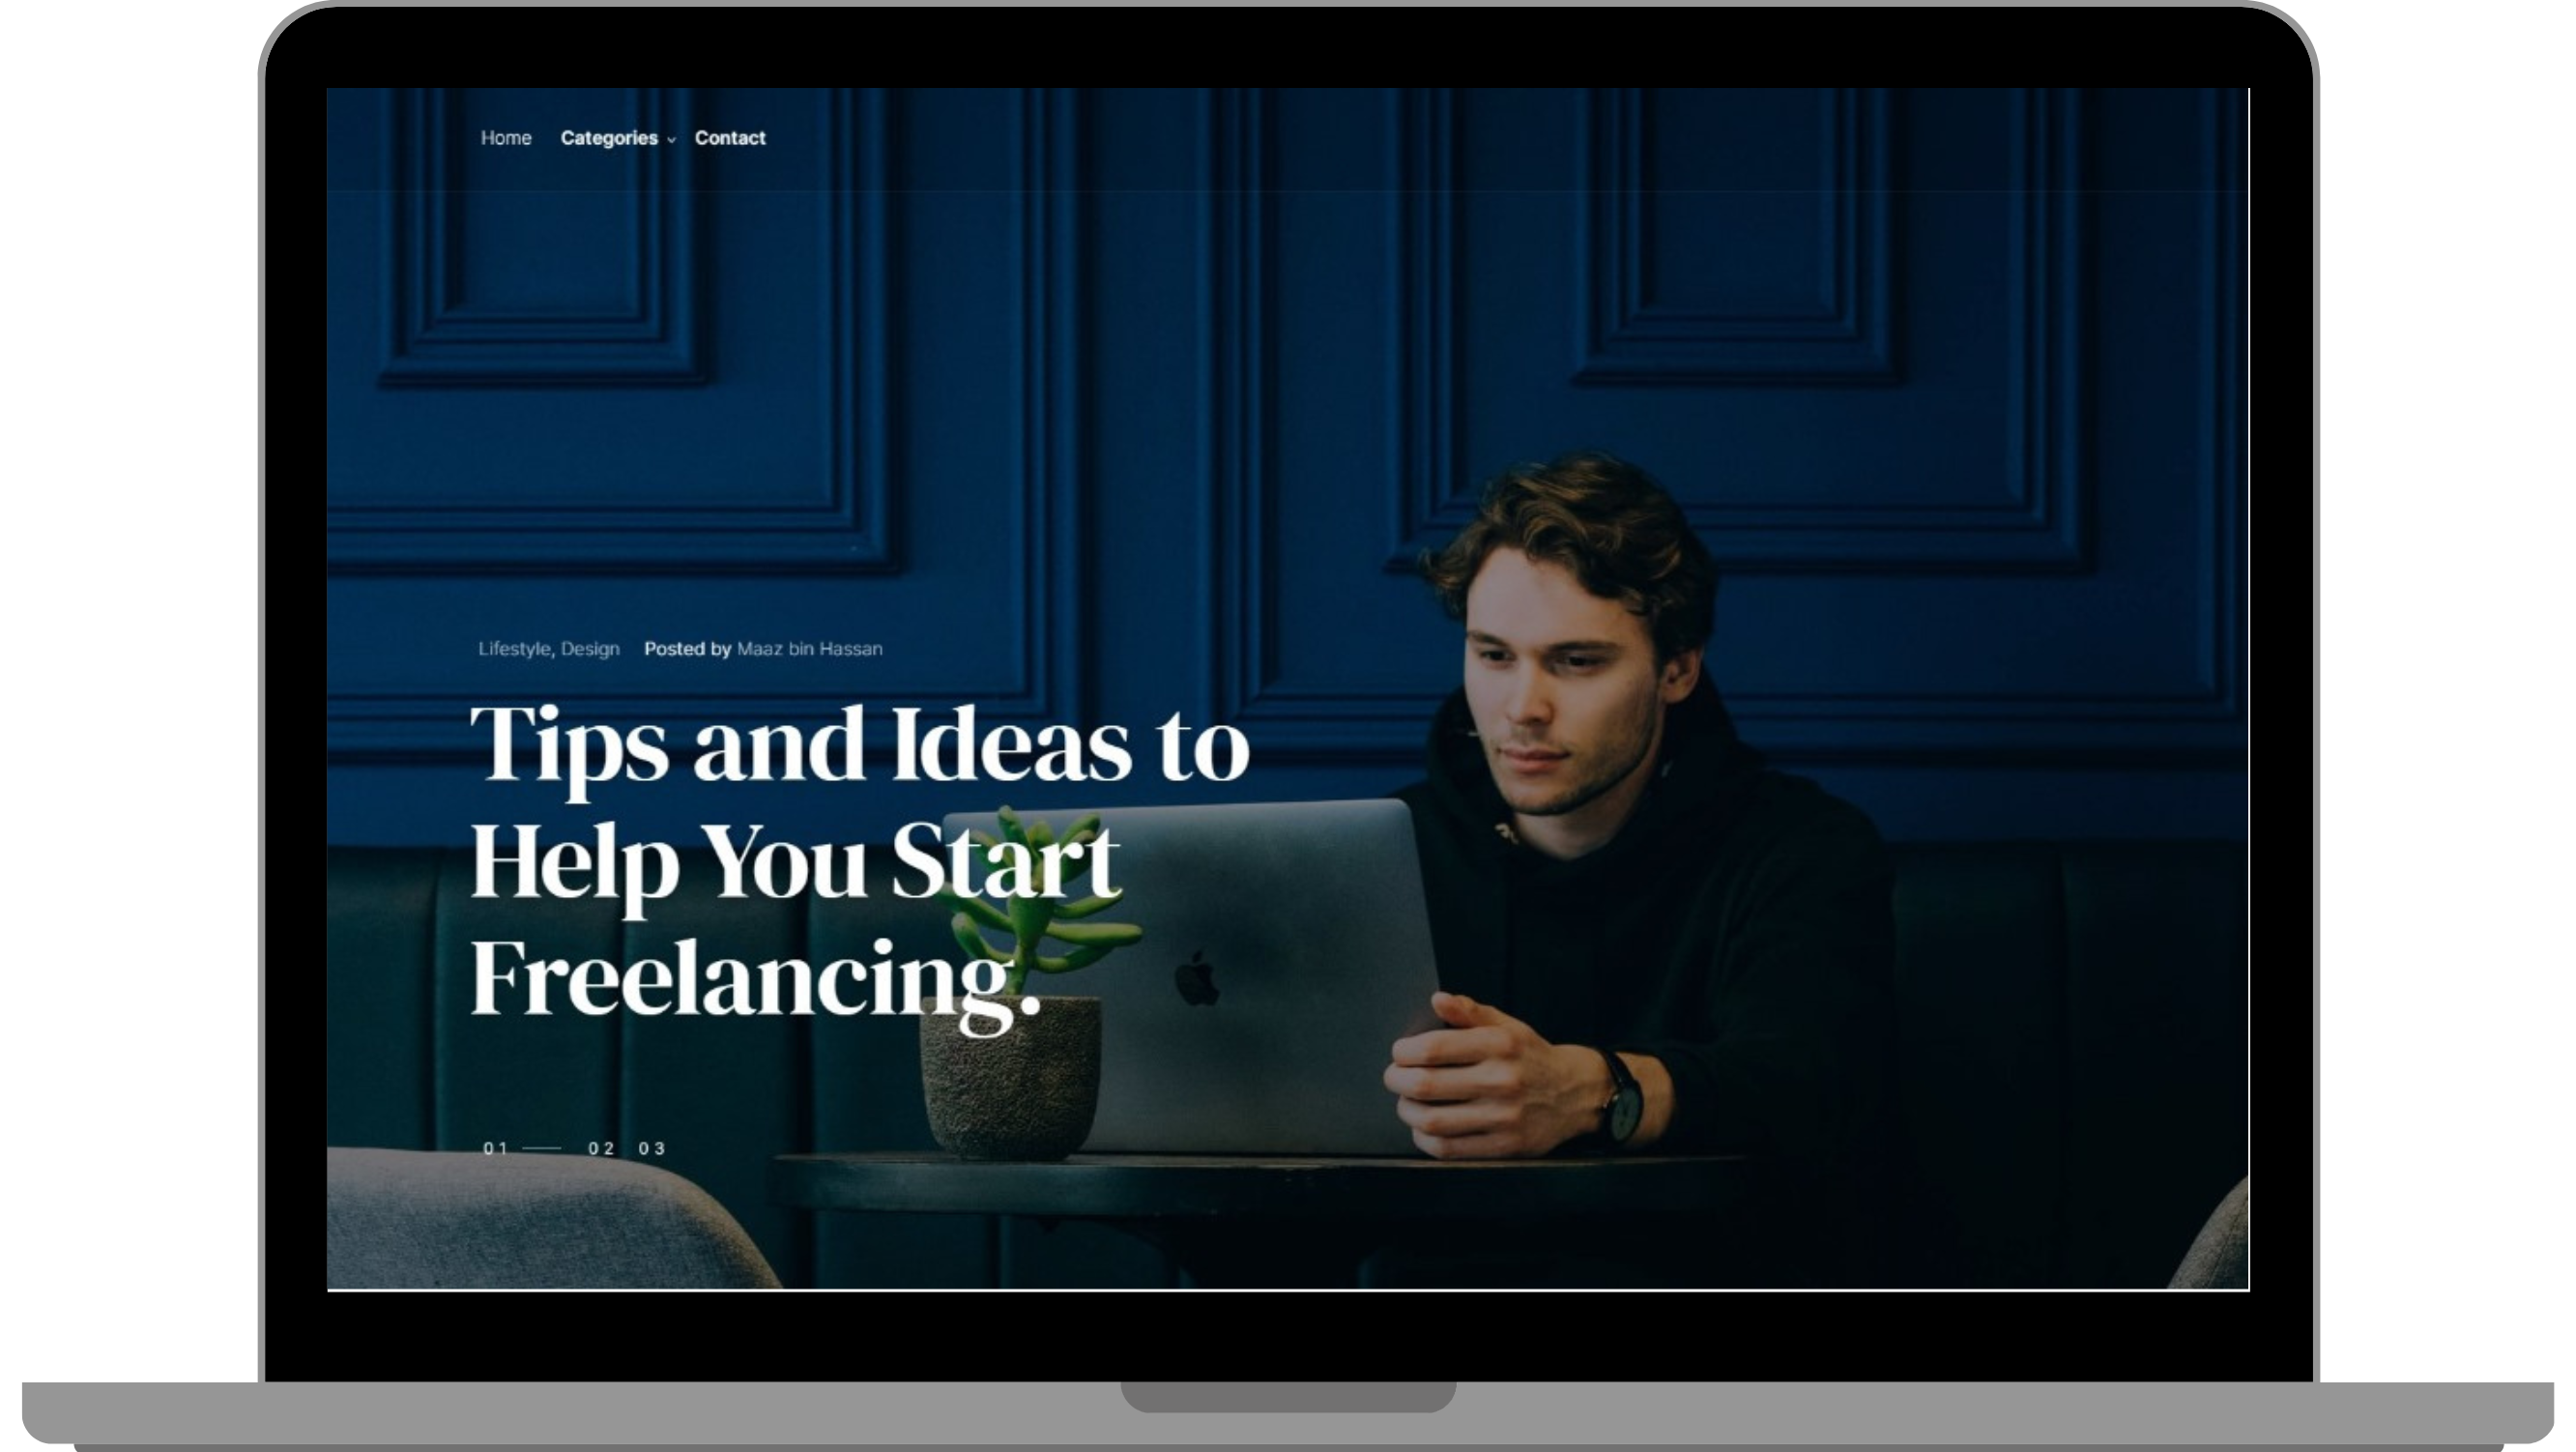 Home Categories Contact
Lifestyle, Design Posted by Maaz bin Hassan
Tips and Ideas to
Help You Start
Freelancing.
01 02 03